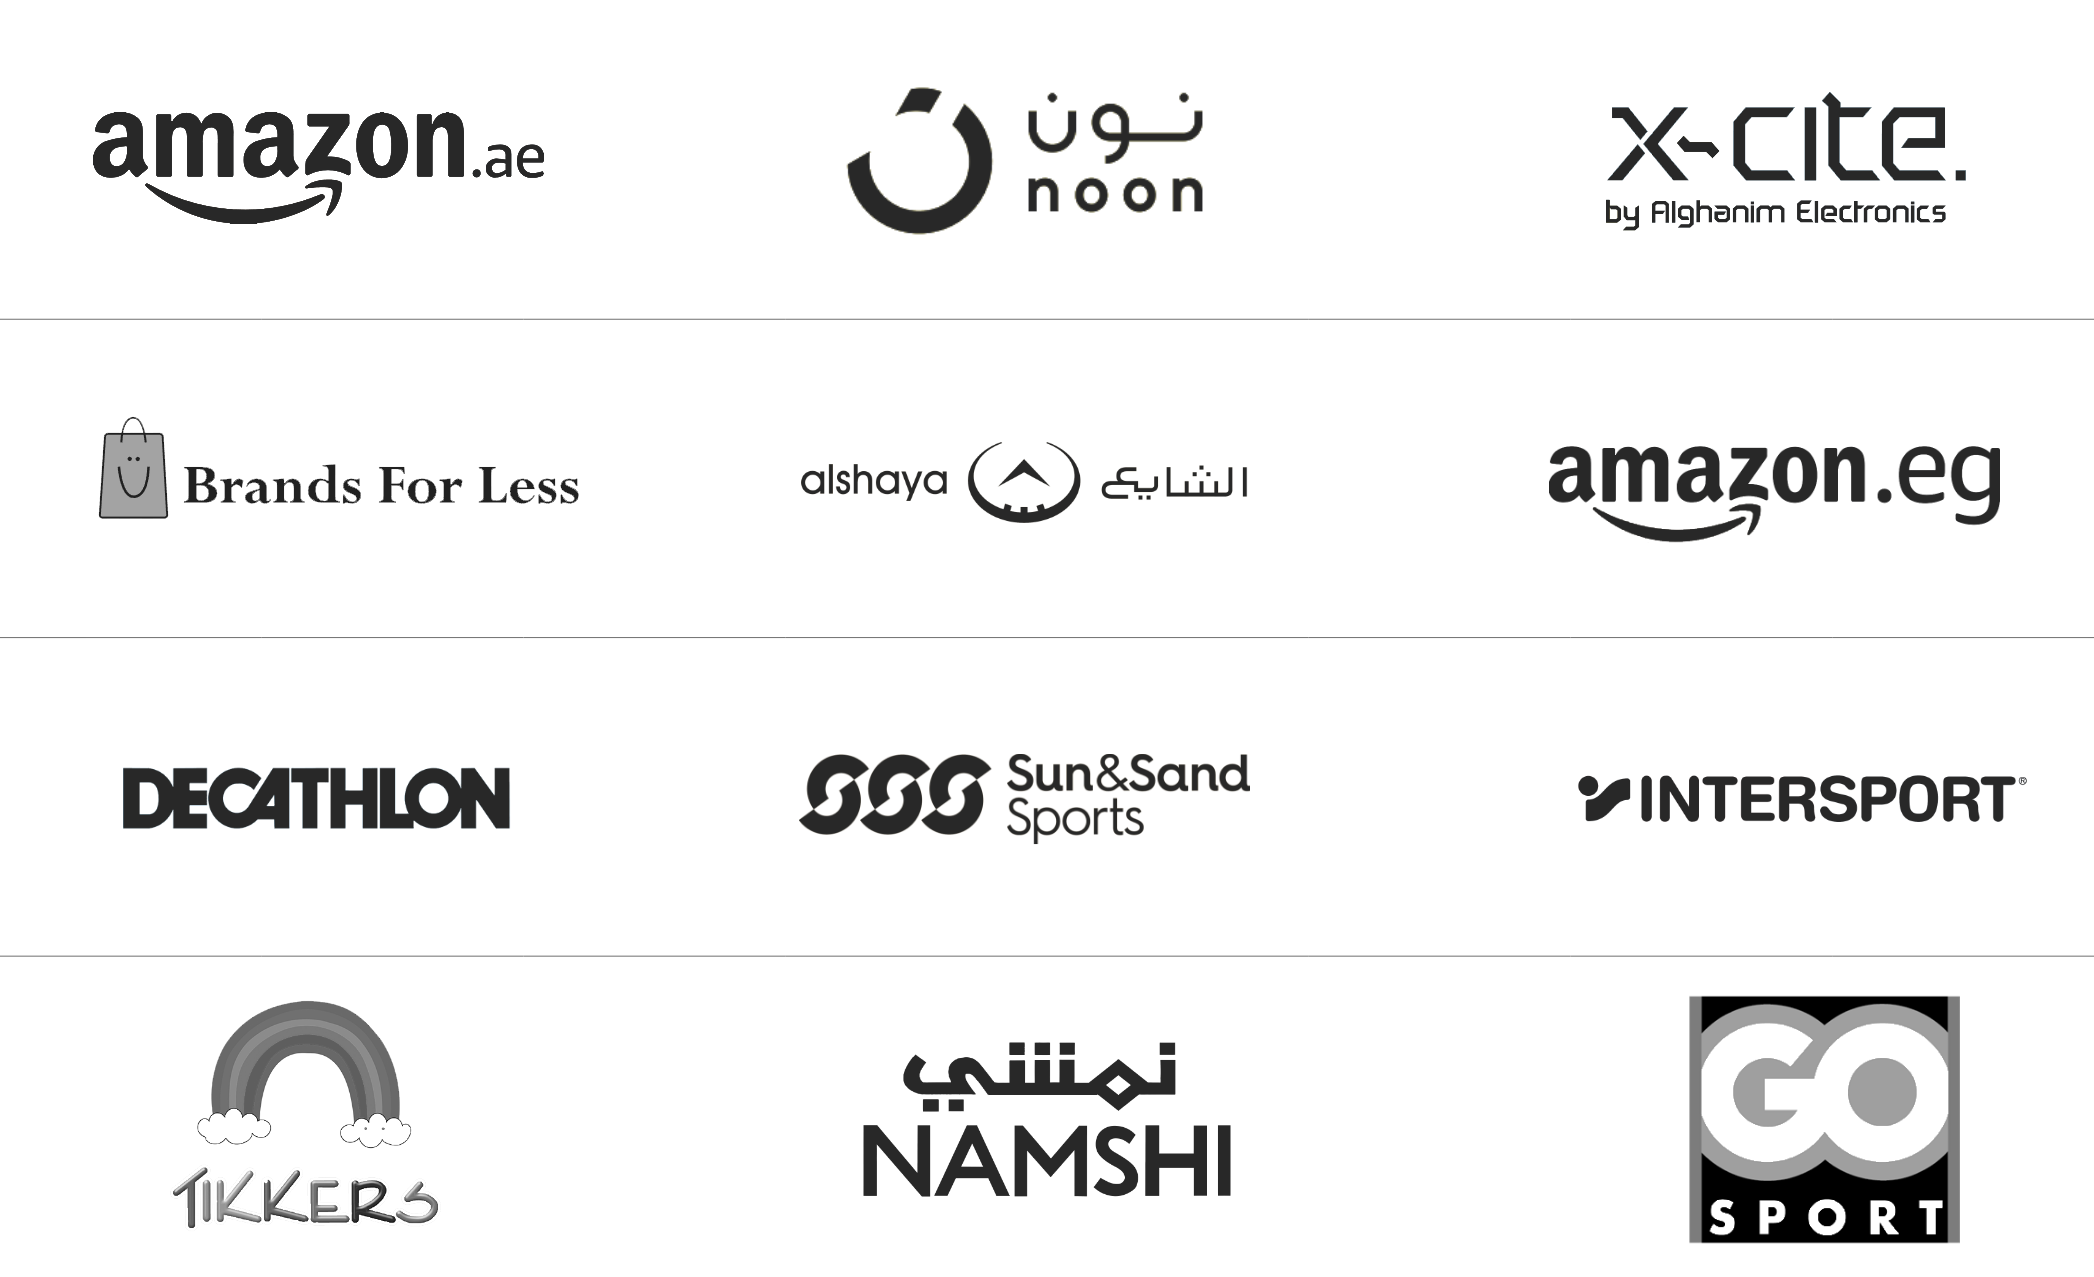 amazon.ae
نون
noon
x-cite.
by Alghanim Electronics
Brands For Less
alshaya الشايع
amazon.eg
DECATHLON
Sun&Sand
Sports
INTERSPORT®
TIKKERS
نمشي
NAMSHI
GO
SPORT